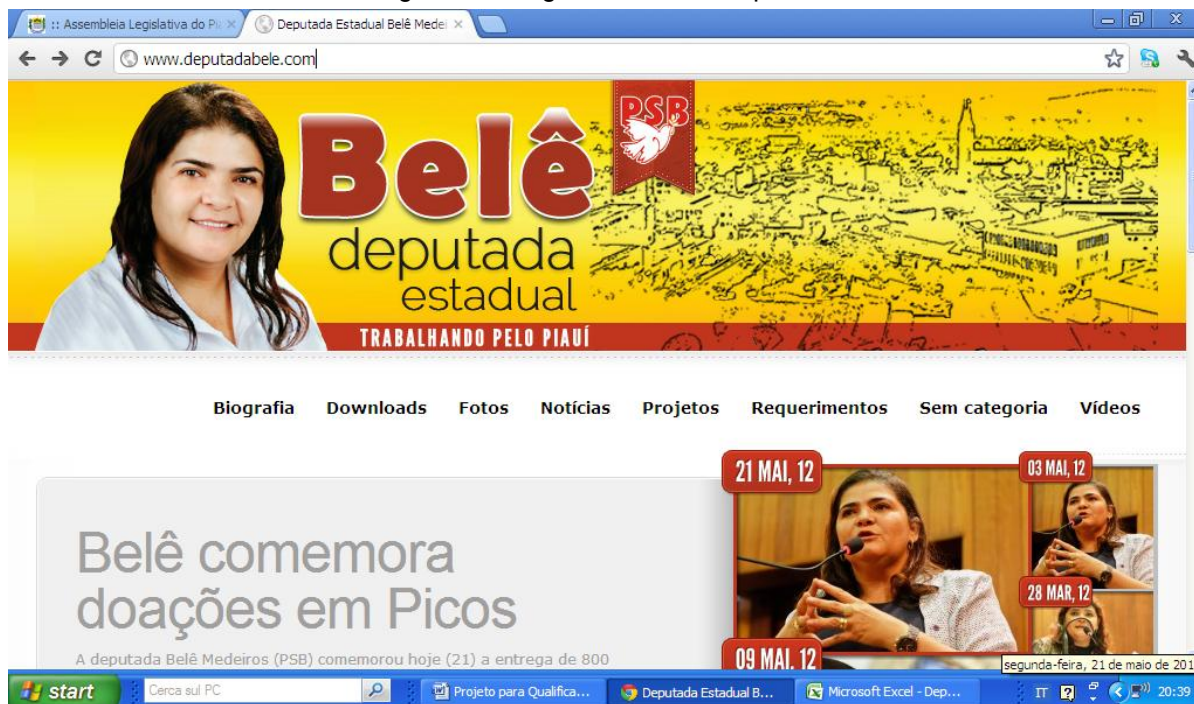 :: Assembleia Legislativa do Pi
Deputada Estadual Belê Medei
www.deputadabele.com
PSB
Belê
deputada
estadual
TRABALHANDO PELO PIAUÍ
Biografia Downloads Fotos Notícias Projetos Requerimentos Sem categoria Vídeos
21 MAI, 12
03 MAI, 12
Belê comemora
doações em Picos
28 MAR, 12
A deputada Belê Medeiros (PSB) comemorou hoje (21) a entrega de 800
09 MAI, 12
segunda-feira, 21 de maio de 201
start
Cerca sul PC
Projeto para Qualifica...
Deputada Estadual B...
Microsoft Excel - Dep...
IT
20:39